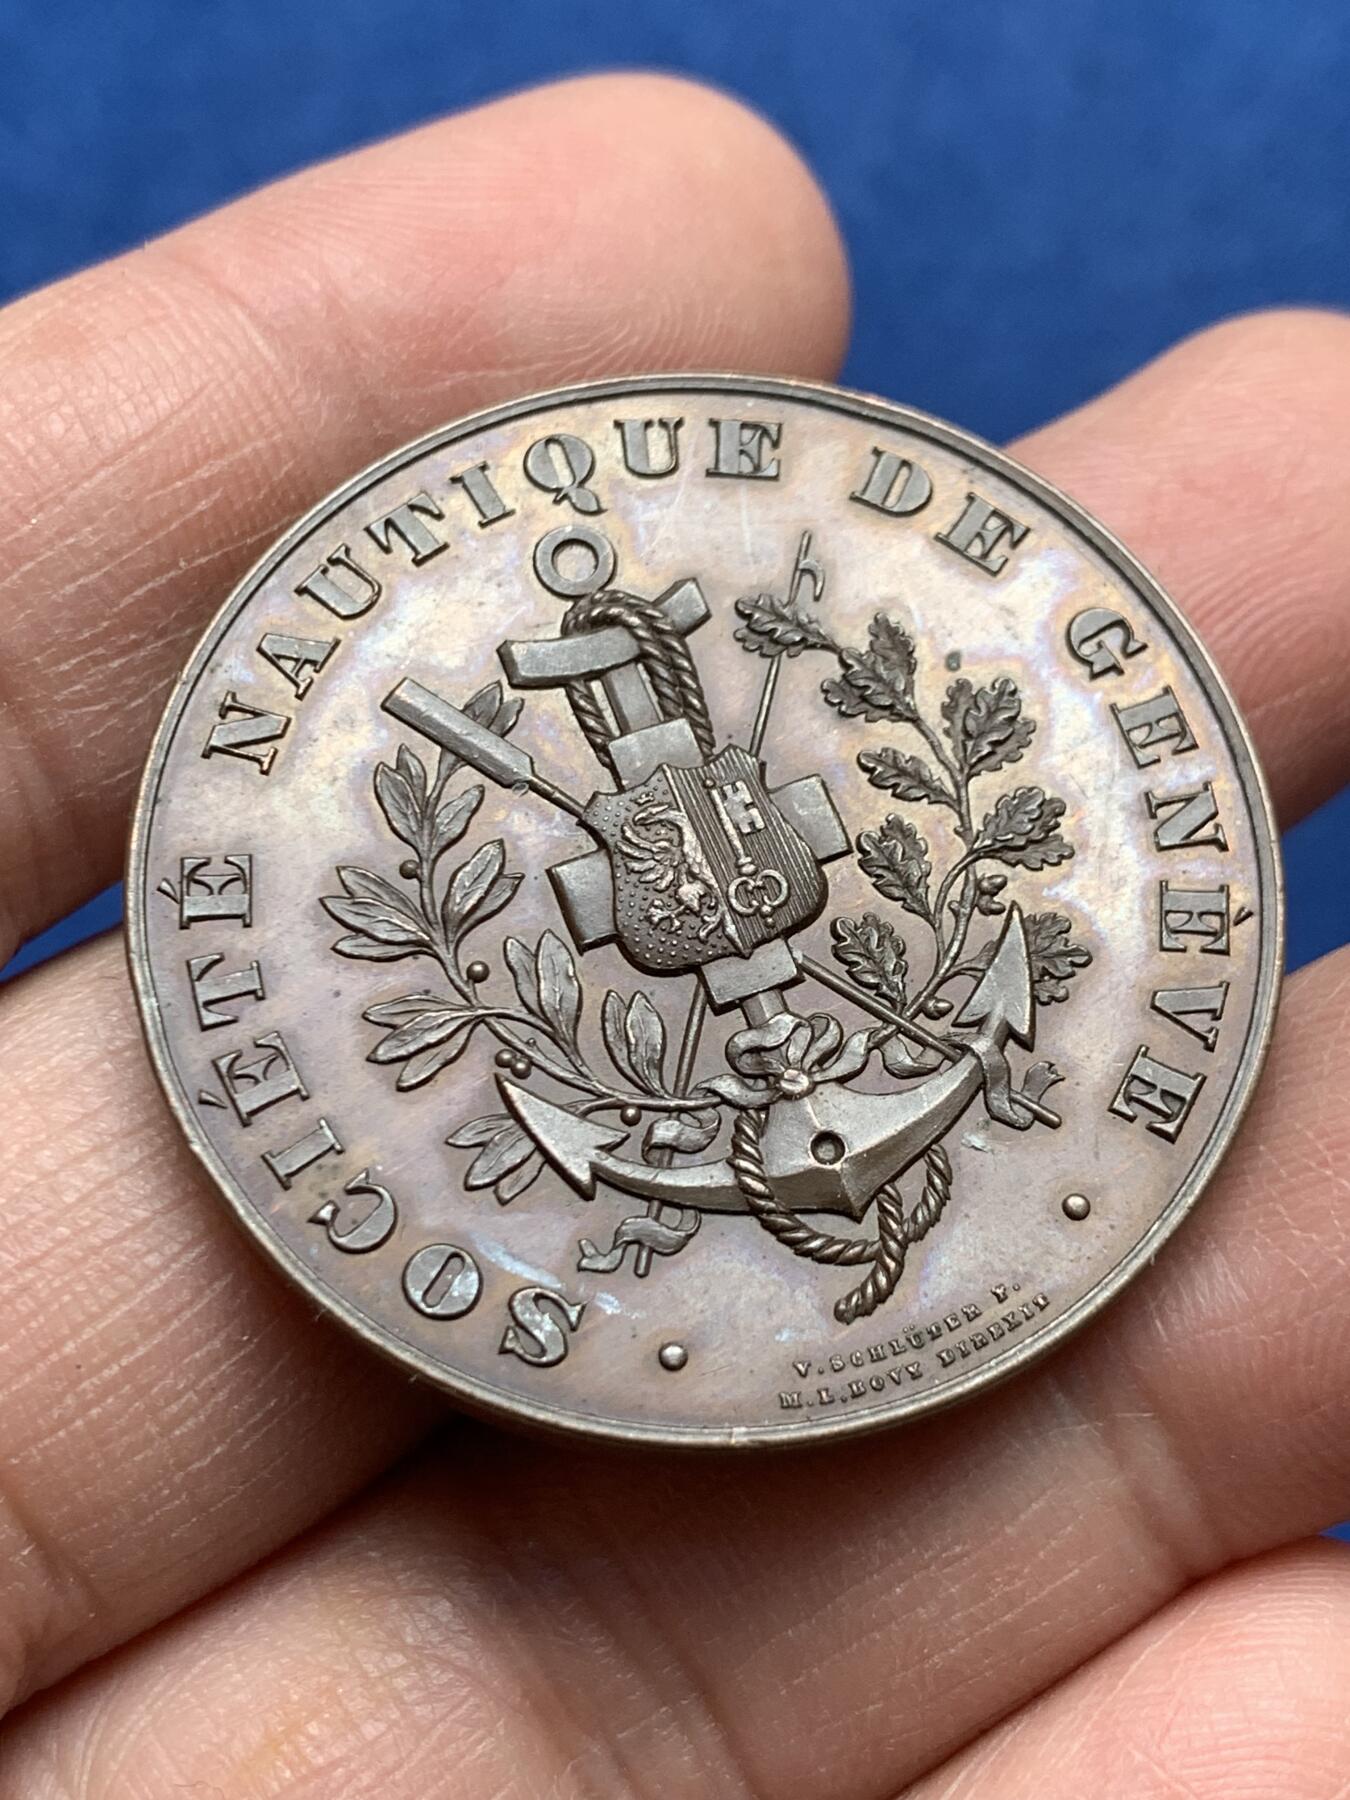 SOCIÉTÉ NAUTIQUE DE GENÈVE
V. SCHLÜTER F.
M. L. BOVY DIREXIT